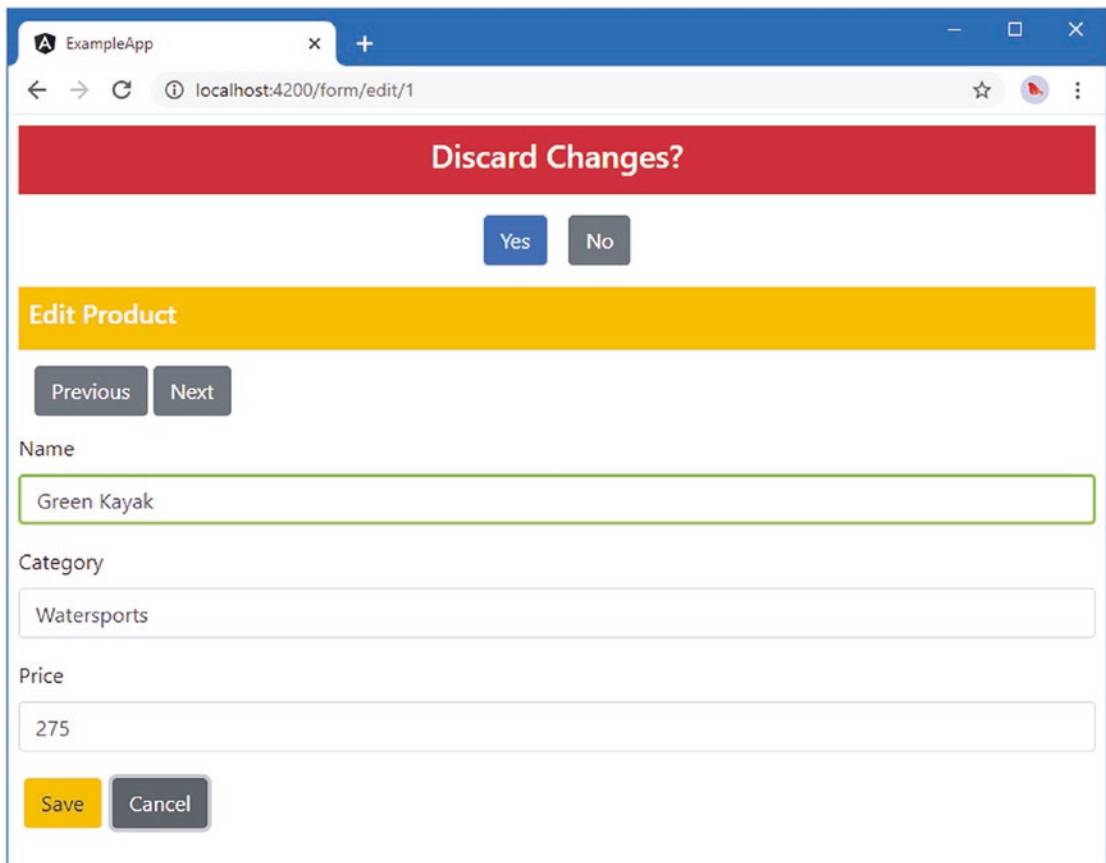 ExampleApp
localhost:4200/form/edit/1
Discard Changes?
Yes No
Edit Product
Previous Next
Name
Green Kayak
Category
Watersports
Price
275
Save Cancel